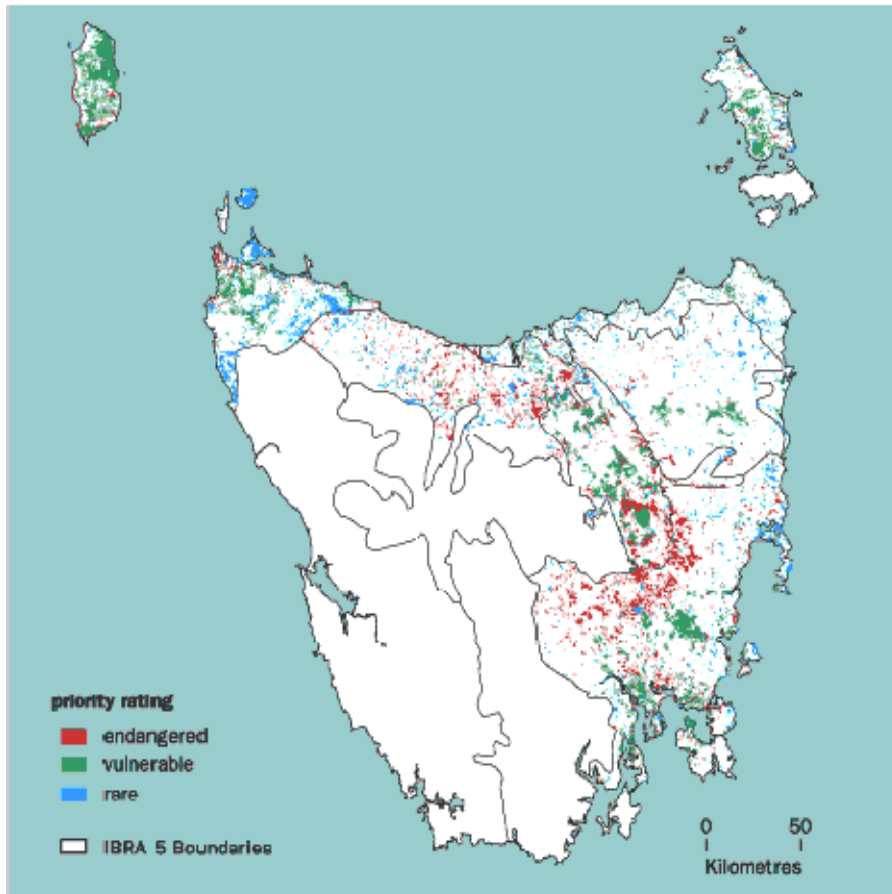 priority rating
endangered
vulnerable
rare
IBRA 5 Boundaries
0 50
Kilometres